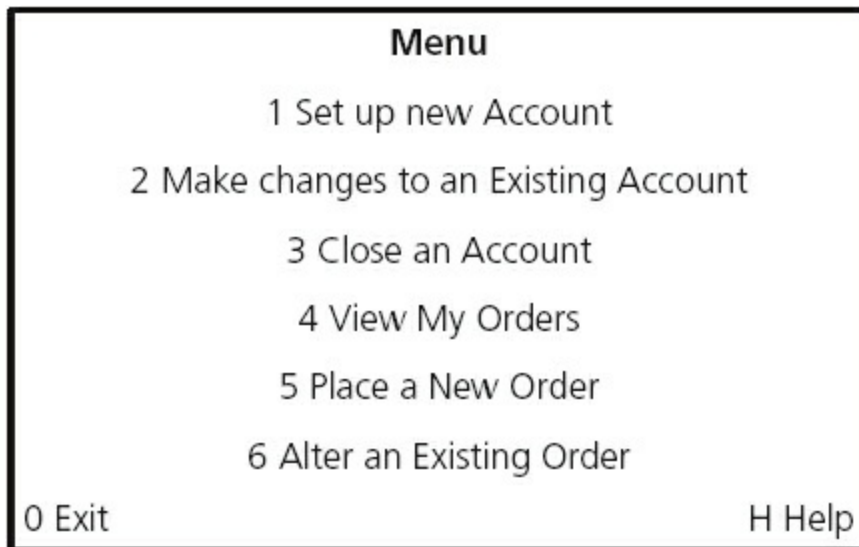 Menu
1 Set up new Account
2 Make changes to an Existing Account
3 Close an Account
4 View My Orders
5 Place a New Order
6 Alter an Existing Order
0 Exit H Help